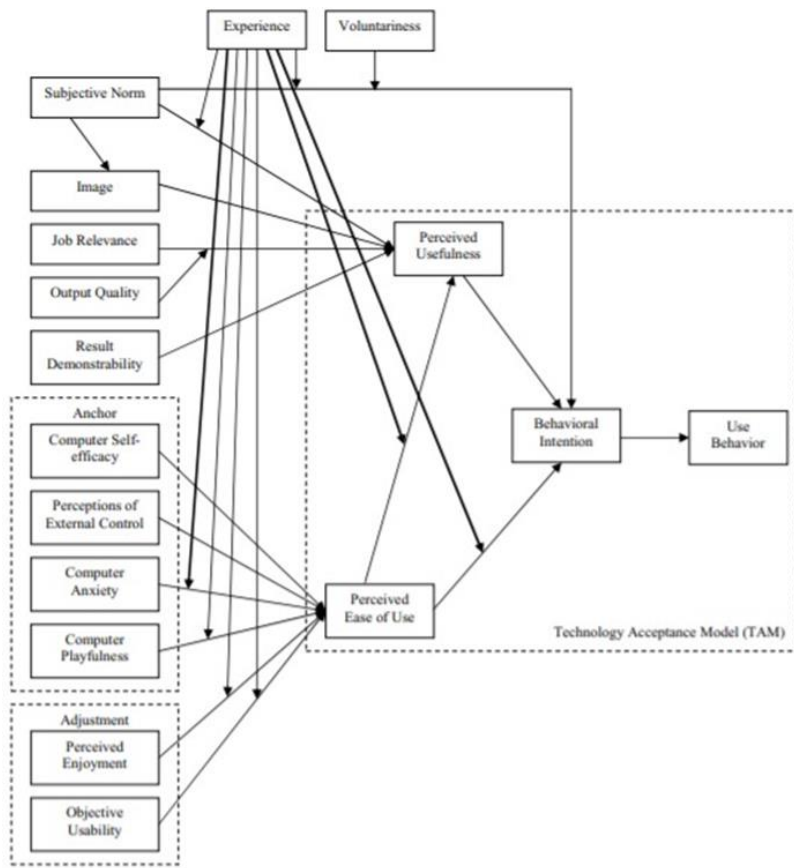 Experience
Voluntariness
Subjective Norm
Image
Job Relevance
Output Quality
Result
Demonstrability
Anchor
Computer Self-
efficacy
Perceptions of
External Control
Computer
Anxiety
Computer
Playfulness
Adjustment
Perceived
Enjoyment
Objective
Usability
Perceived
Usefulness
Perceived
Ease of Use
Behavioral
Intention
Use
Behavior
Technology Acceptance Model (TAM)